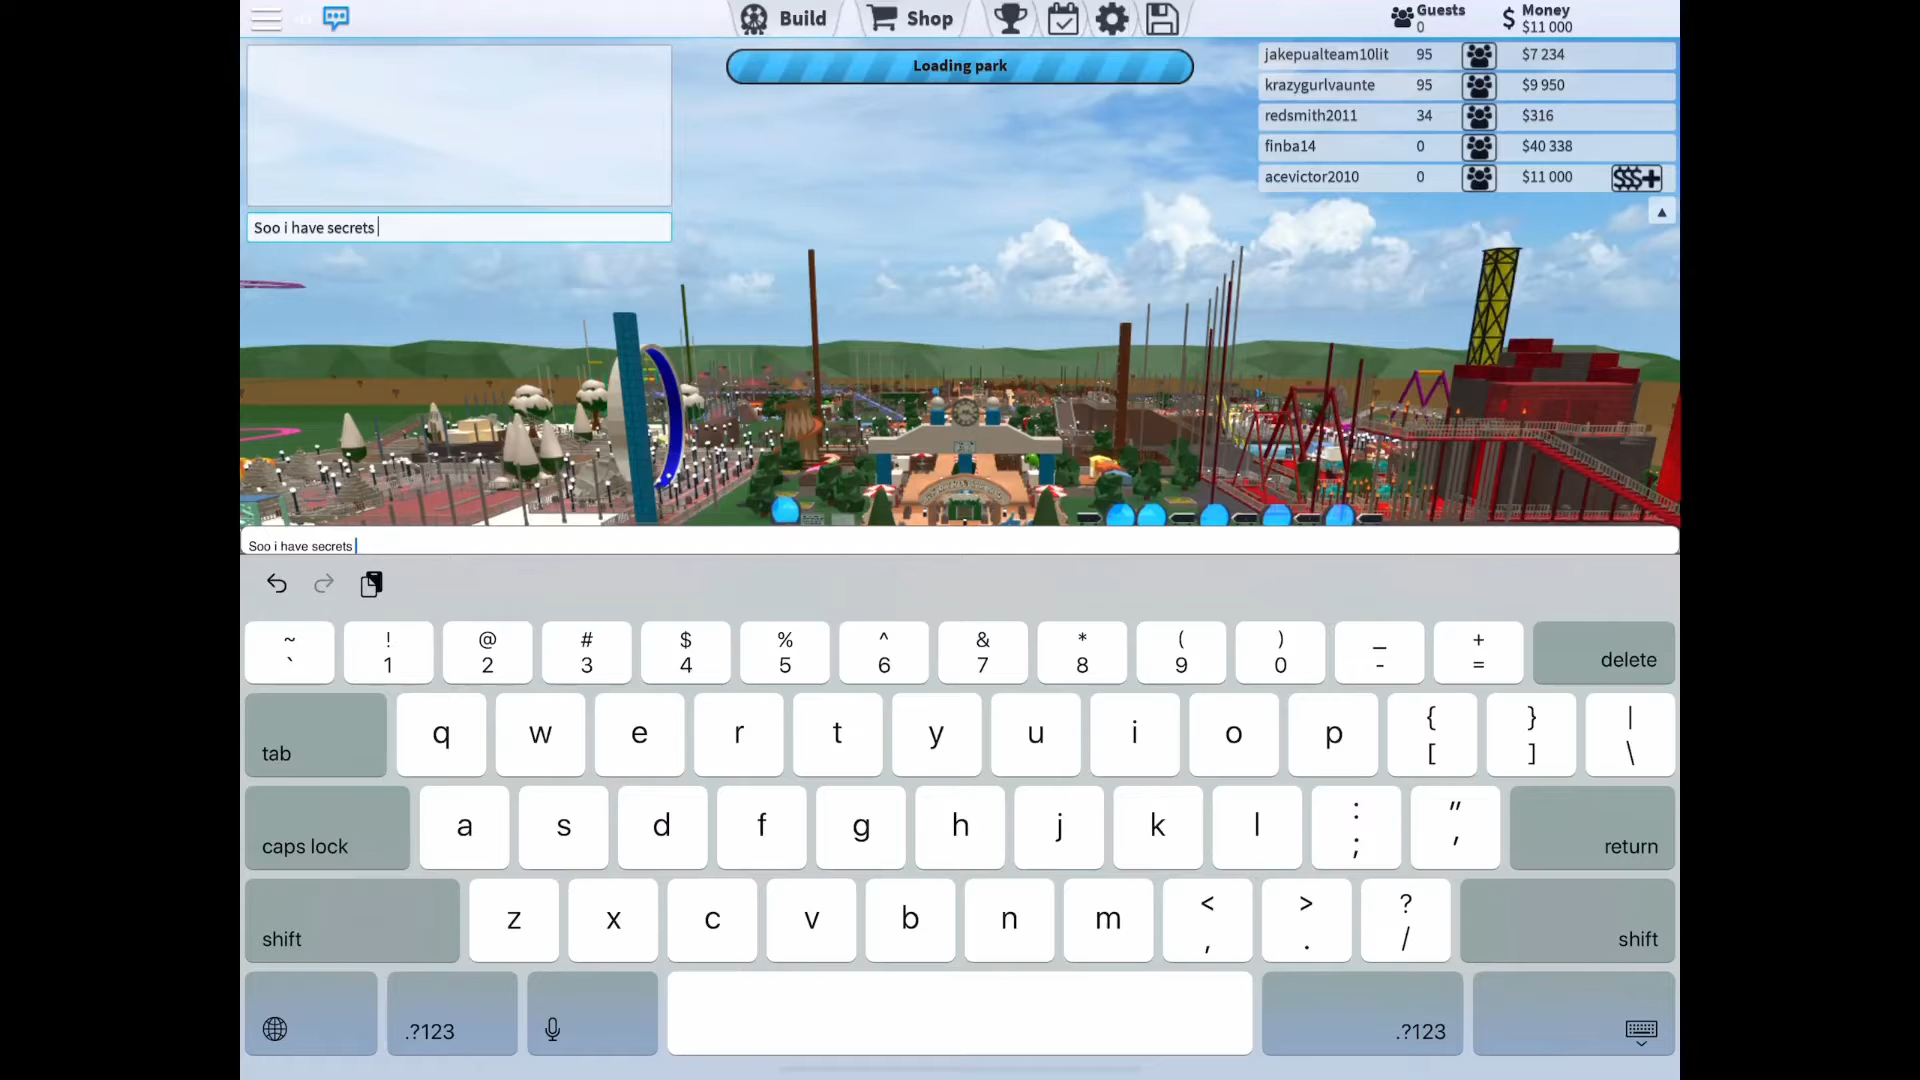 Build
Shop
Guests
0
$ Money
$11 000
Loading park
jakepualteam10lit 95 $7 234
krazygurlvaunte 95 $9 950
redsmith2011 34 $316
finba14 0 $40 338
acevictor2010 0 $11 000 $$$+
Soo i have secrets
Soo i have secrets
~ ! @ # $ % ^ & * ( ) _ +
` 1 2 3 4 5 6 7 8 9 0 - = delete
tab q w e r t y u i o p { [ } ] | \
caps lock a s d f g h j k l : ; " ' return
shift z x c v b n m < , > . ? / shift
.?123 .?123